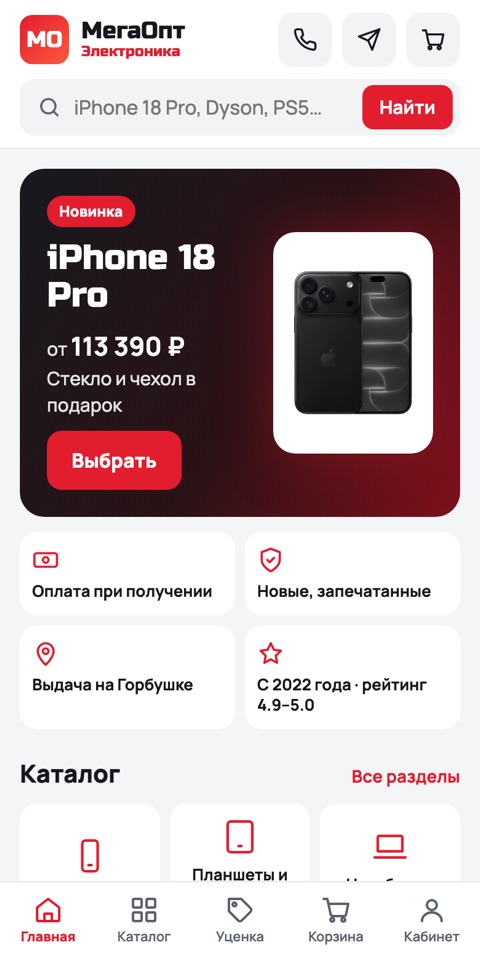 МО
МегаОпт
Электроника
iPhone 18 Pro, Dyson, PS5...
Найти
Новинка
iPhone 18
Pro
от 113 390 ₽
Стекло и чехол в
подарок
Выбрать
Оплата при получении
Новые, запечатанные
Выдача на Горбушке
С 2022 года · рейтинг
4.9–5.0
Каталог
Все разделы
Планшеты и
Главная
Каталог
Уценка
Корзина
Кабинет